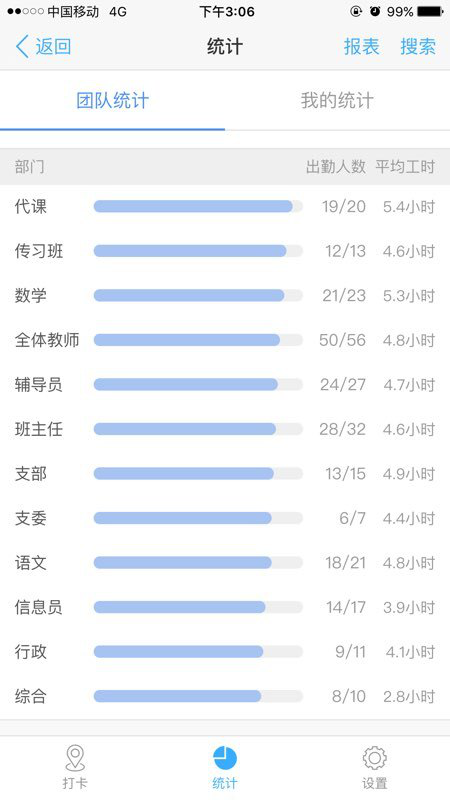 中国移动 4G 下午3:06 99%
返回 统计 报表 搜索
团队统计 我的统计
部门 出勤人数 平均工时
代课 19/20 5.4小时
传习班 12/13 4.6小时
数学 21/23 5.3小时
全体教师 50/56 4.8小时
辅导员 24/27 4.7小时
班主任 28/32 4.6小时
支部 13/15 4.9小时
支委 6/7 4.4小时
语文 18/21 4.8小时
信息员 14/17 3.9小时
行政 9/11 4.1小时
综合 8/10 2.8小时
打卡 统计 设置